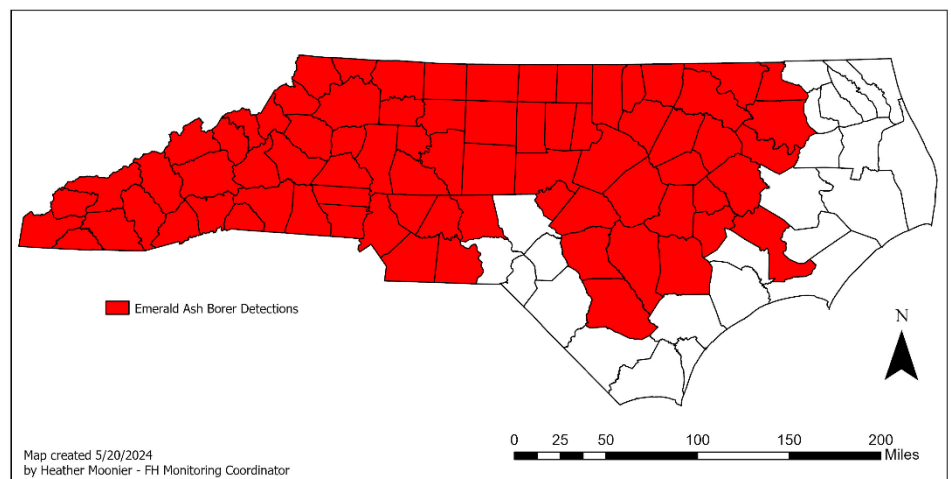 Emerald Ash Borer Detections
N
0 25 50 100 150 200
Miles
Map created 5/20/2024
by Heather Moonier - FH Monitoring Coordinator